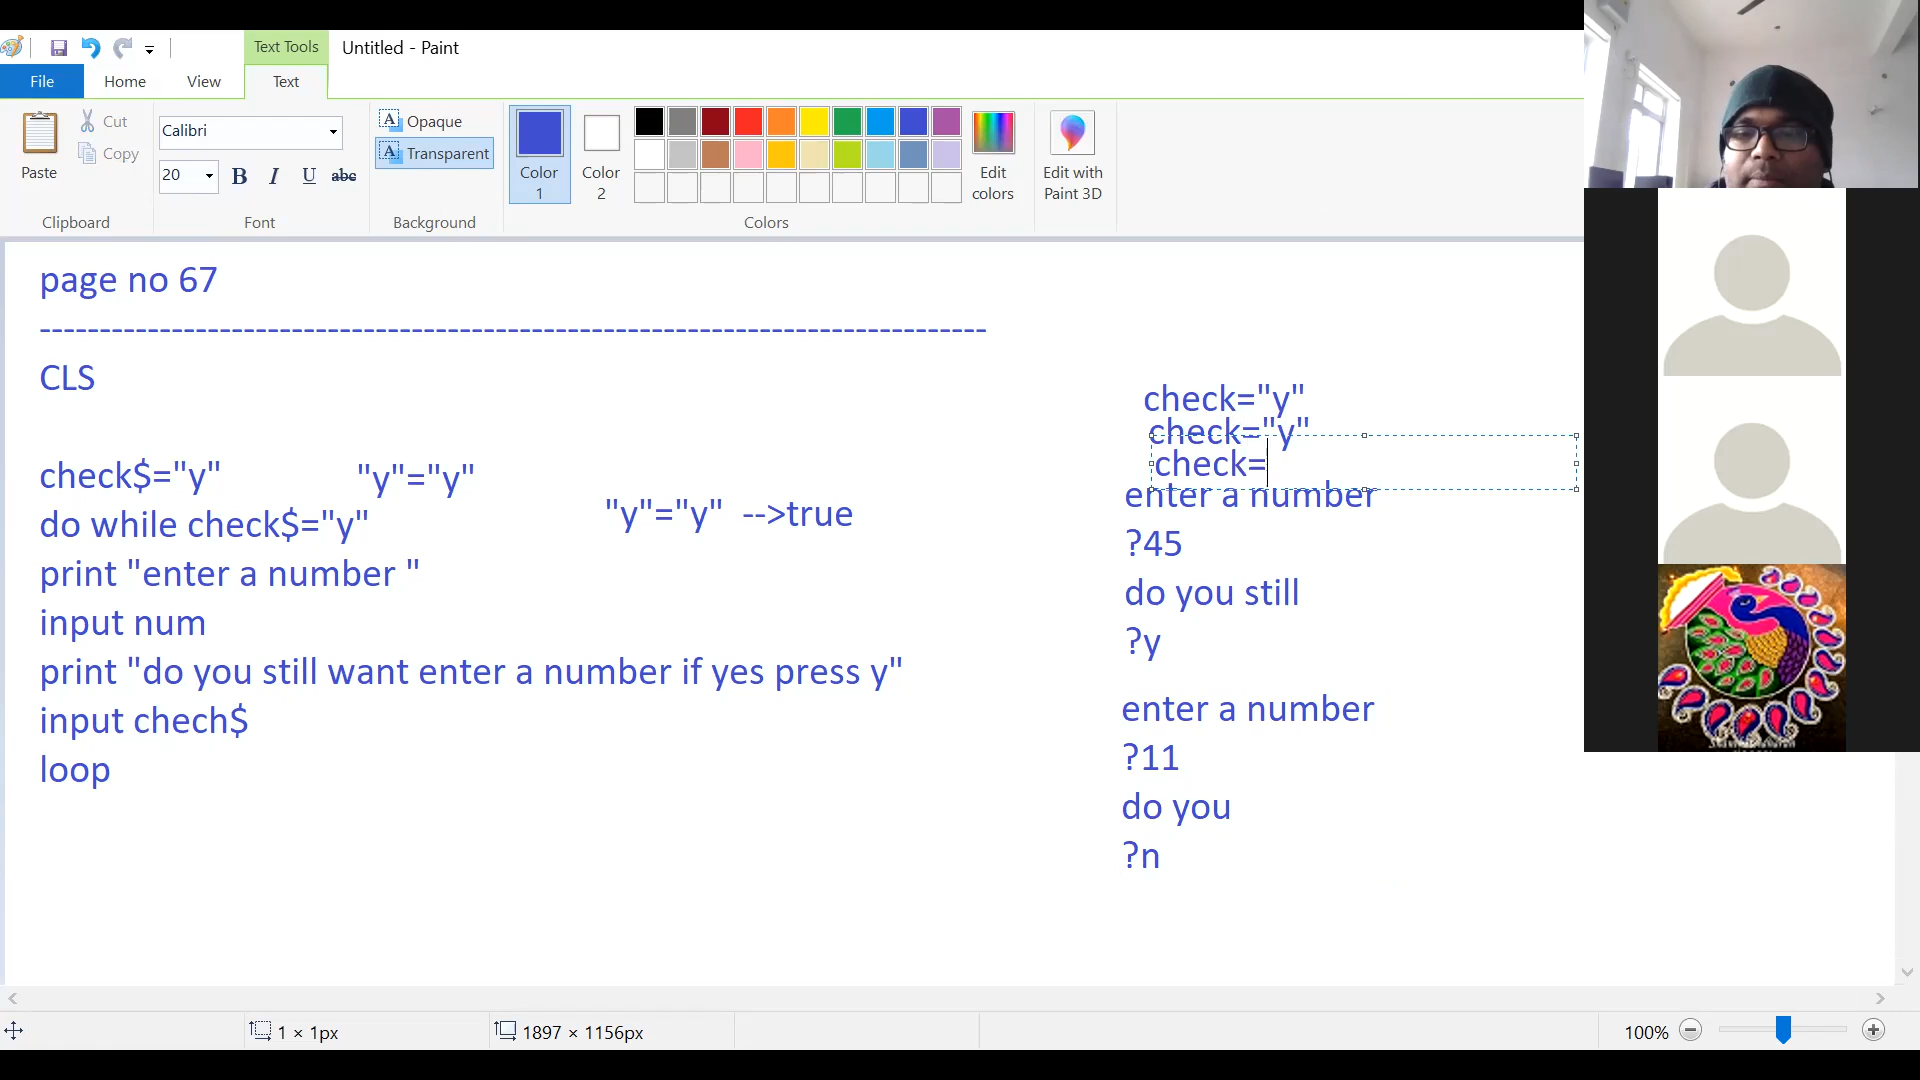 Text Tools
Untitled - Paint
File
Home
View
Text
Paste
Cut
Copy
Clipboard
Calibri
20
B
I
U
abc
Font
A
Opaque
A
Transparent
Background
Color
1
Color
2
Edit
colors
Edit with
Paint 3D
Colors
page no 67
-------------------------------------------------------------------------------
CLS
check$="y"
"y"="y"
do while check$="y"
"y"="y" -->true
print "enter a number "
input num
print "do you still want enter a number if yes press y"
input chech$
loop
check="y"
check="y"
check=
enter a number
?45
do you still
?y
enter a number
?11
do you
?n
1 × 1px
1897 × 1156px
100%